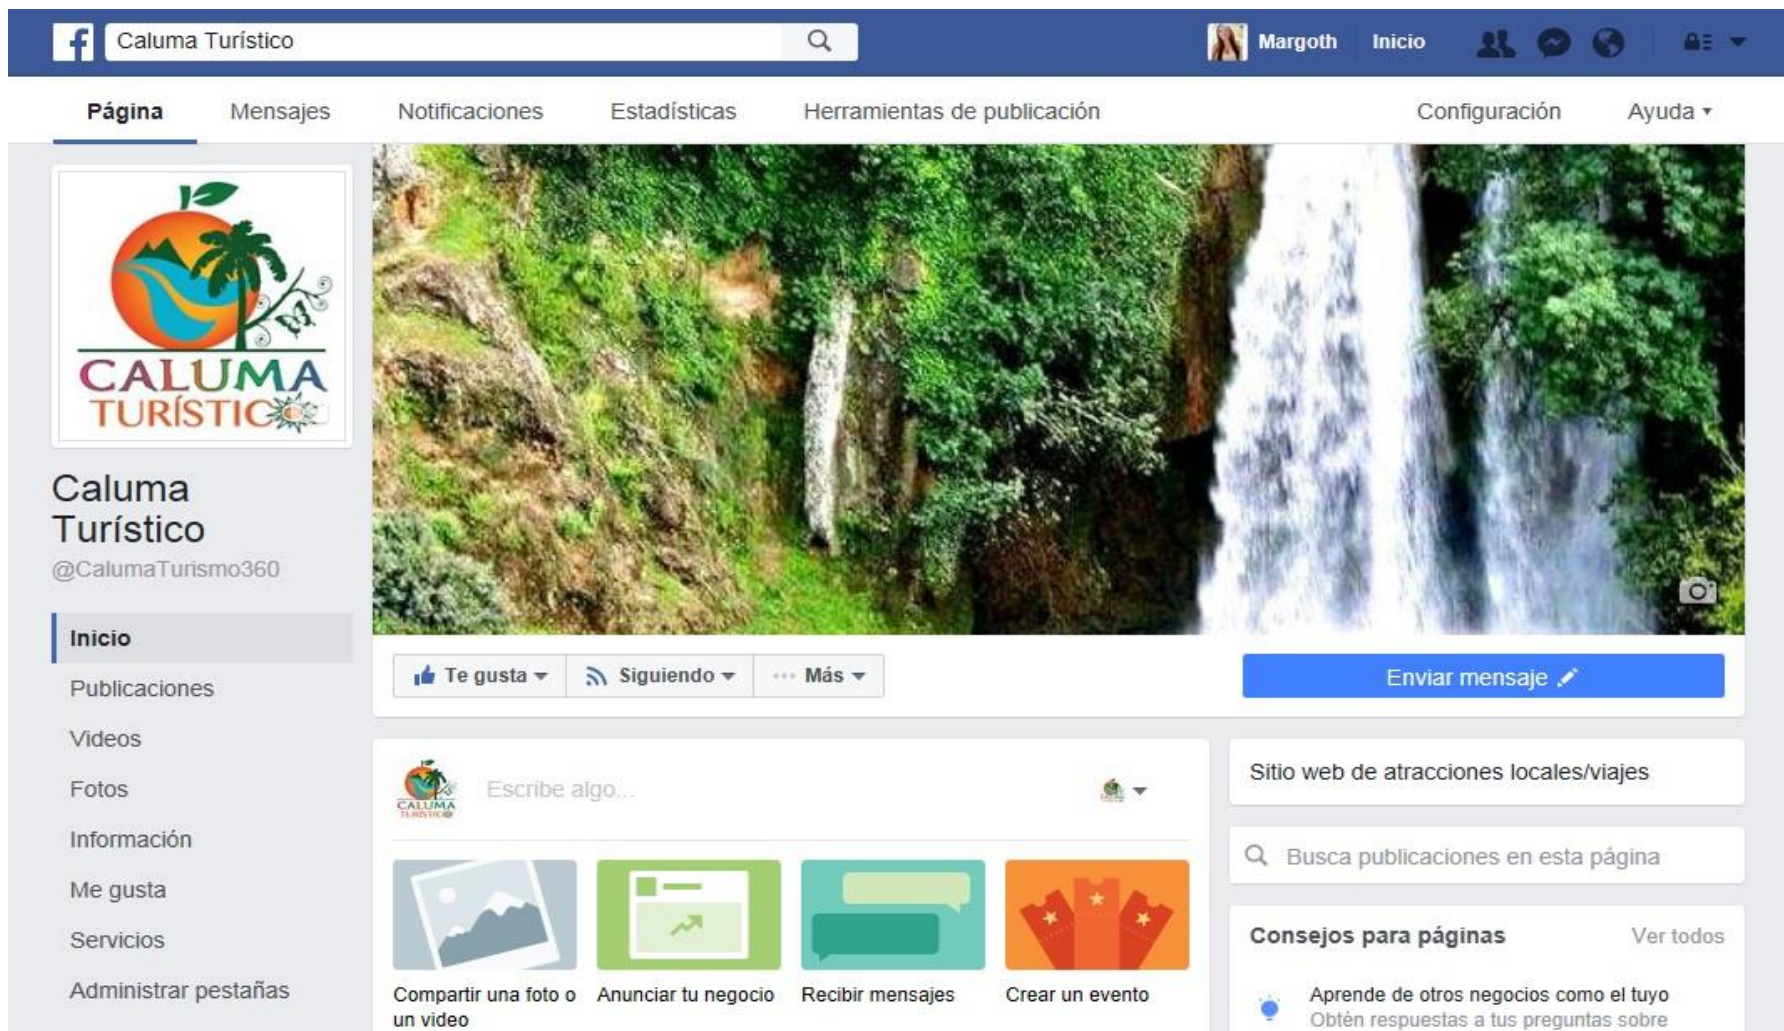 f
Caluma Turístico
Margoth
Inicio
Página
Mensajes
Notificaciones
Estadísticas
Herramientas de publicación
Configuración
Ayuda
CALUMA
TURÍSTICO
Caluma
Turístico
@CalumaTurismo360
Inicio
Publicaciones
Videos
Fotos
Información
Me gusta
Servicios
Administrar pestañas
Te gusta
Siguiendo
Más
Enviar mensaje
CALUMA
TURÍSTICO
Escribe algo...
Compartir una foto o
un video
Anunciar tu negocio
Recibir mensajes
Crear un evento
Sitio web de atracciones locales/viajes
Busca publicaciones en esta página
Consejos para páginas
Ver todos
Aprende de otros negocios como el tuyo
Obtén respuestas a tus preguntas sobre